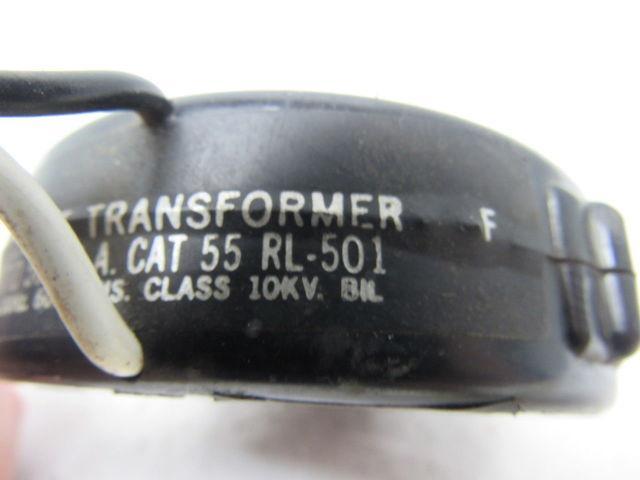 TRANSFORMER F
A. CAT 55 RL-501
CLASS 10KV. BIL